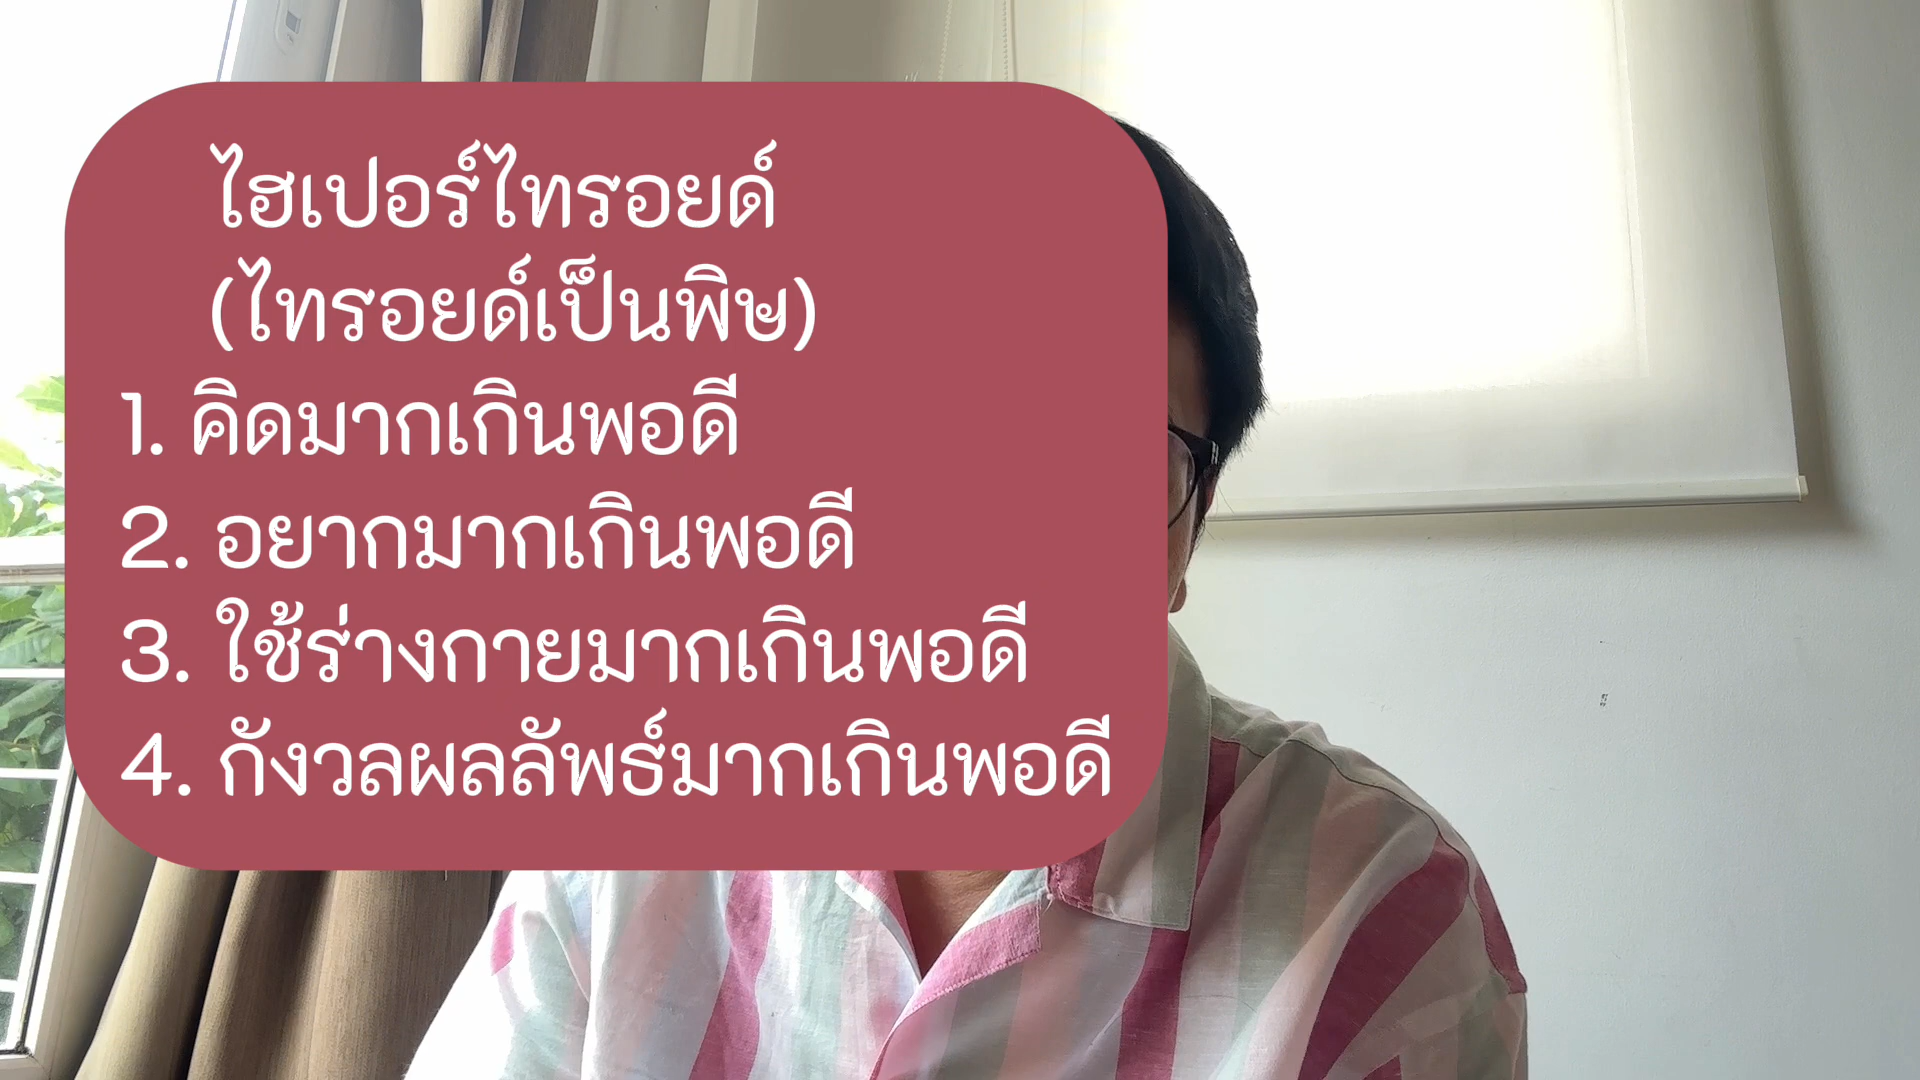 ไฮเปอร์ไทรอยด์
(ไทรอยด์เป็นพิษ)
1. คิดมากเกินพอดี
2. อยากมากเกินพอดี
3. ใช้ร่างกายมากเกินพอดี
4. กังวลผลลัพธ์มากเกินพอดี